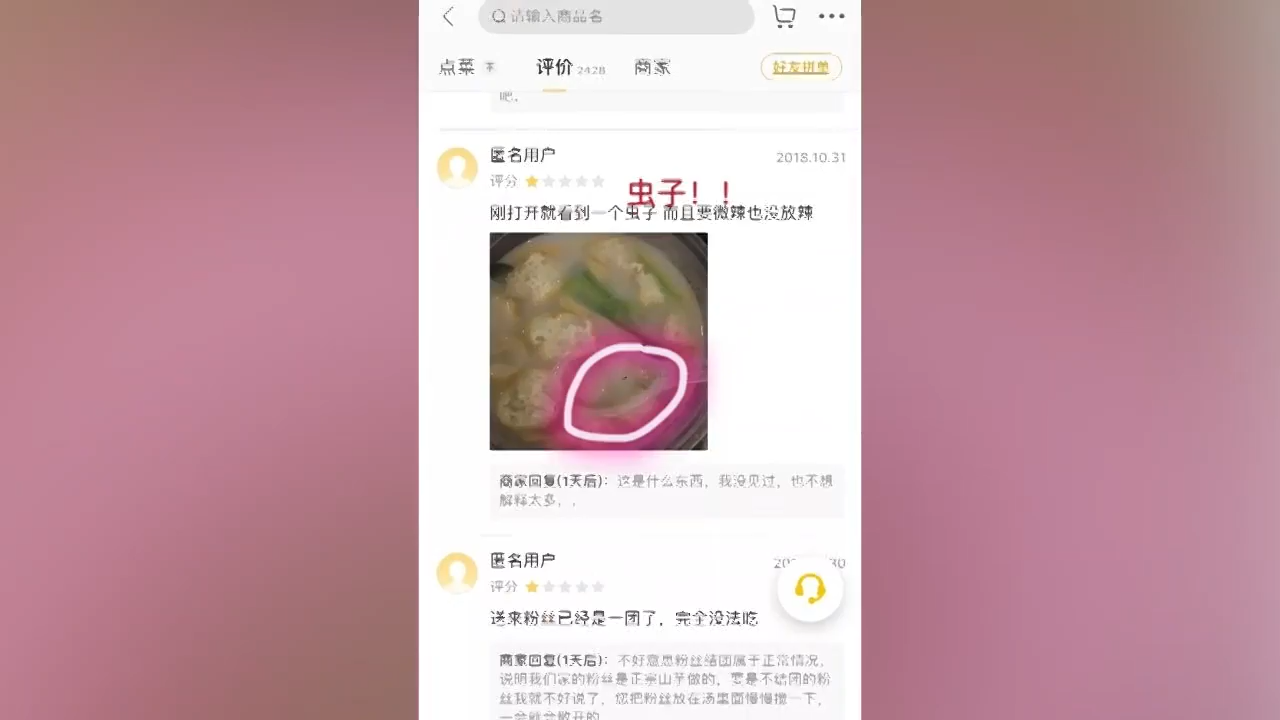 请输入商品名
点菜
评价 2428
商家
好友拼单
吧。
匿名用户
2018.10.31
评分
虫子！！
刚打开就看到一个虫子 而且要微辣也没放辣
商家回复(1天后)：这是什么东西，我没见过，也不想
解释太多，，
匿名用户
评分
送来粉丝已经是一团了，完全没法吃
商家回复(1天后)：不好意思粉丝结团属于正常情况，
说明我们家的粉丝是正宗山芋做的，要是不结团的粉
丝我就不好说了，您把粉丝放在汤里面慢慢搅一下，
一会就会散开的